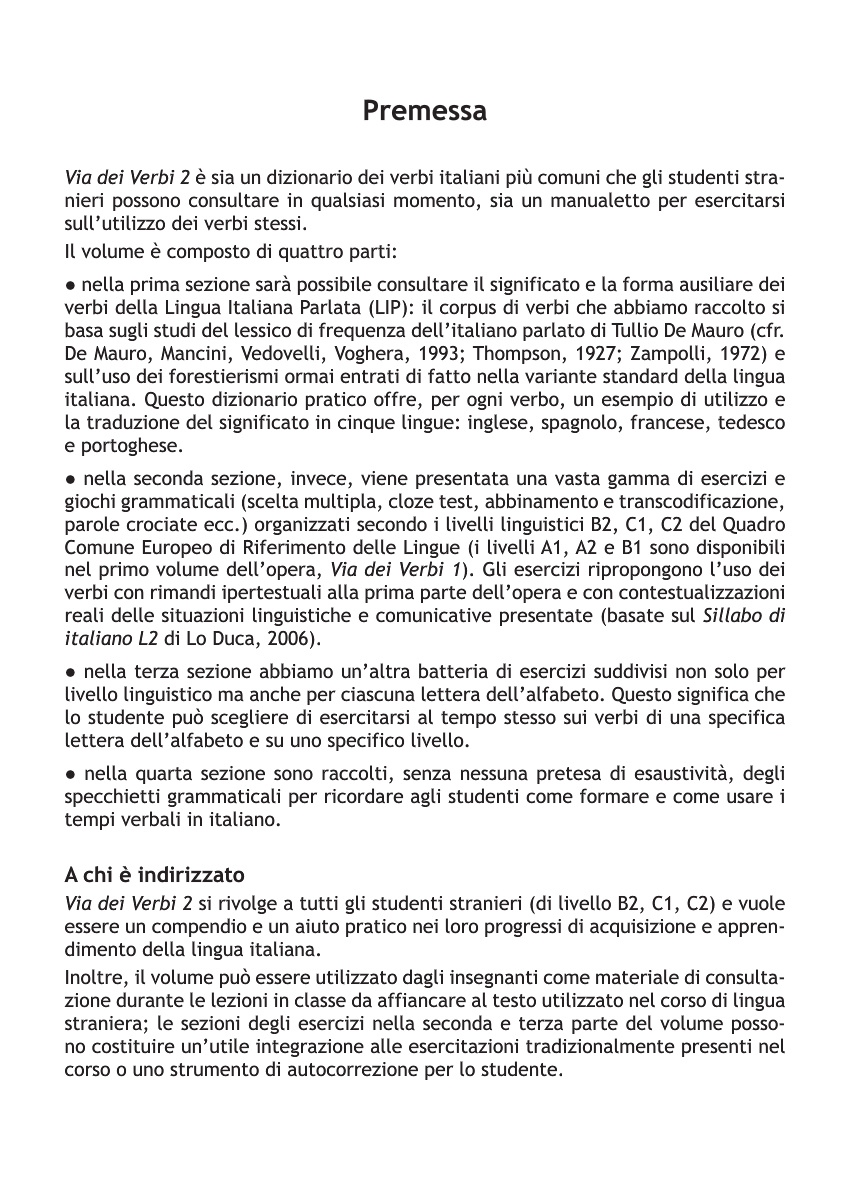 Premessa
Via dei Verbi 2 è sia un dizionario dei verbi italiani più comuni che gli studenti stra-
nieri possono consultare in qualsiasi momento, sia un manualetto per esercitarsi
sull’utilizzo dei verbi stessi.
Il volume è composto di quattro parti:
● nella prima sezione sarà possibile consultare il significato e la forma ausiliare dei
verbi della Lingua Italiana Parlata (LIP): il corpus di verbi che abbiamo raccolto si
basa sugli studi del lessico di frequenza dell’italiano parlato di Tullio De Mauro (cfr.
De Mauro, Mancini, Vedovelli, Voghera, 1993; Thompson, 1927; Zampolli, 1972) e
sull’uso dei forestierismi ormai entrati di fatto nella variante standard della lingua
italiana. Questo dizionario pratico offre, per ogni verbo, un esempio di utilizzo e
la traduzione del significato in cinque lingue: inglese, spagnolo, francese, tedesco
e portoghese.
● nella seconda sezione, invece, viene presentata una vasta gamma di esercizi e
giochi grammaticali (scelta multipla, cloze test, abbinamento e transcodificazione,
parole crociate ecc.) organizzati secondo i livelli linguistici B2, C1, C2 del Quadro
Comune Europeo di Riferimento delle Lingue (i livelli A1, A2 e B1 sono disponibili
nel primo volume dell’opera, Via dei Verbi 1). Gli esercizi ripropongono l’uso dei
verbi con rimandi ipertestuali alla prima parte dell’opera e con contestualizzazioni
reali delle situazioni linguistiche e comunicative presentate (basate sul Sillabo di
italiano L2 di Lo Duca, 2006).
● nella terza sezione abbiamo un’altra batteria di esercizi suddivisi non solo per
livello linguistico ma anche per ciascuna lettera dell’alfabeto. Questo significa che
lo studente può scegliere di esercitarsi al tempo stesso sui verbi di una specifica
lettera dell’alfabeto e su uno specifico livello.
● nella quarta sezione sono raccolti, senza nessuna pretesa di esaustività, degli
specchietti grammaticali per ricordare agli studenti come formare e come usare i
tempi verbali in italiano.
A chi è indirizzato
Via dei Verbi 2 si rivolge a tutti gli studenti stranieri (di livello B2, C1, C2) e vuole
essere un compendio e un aiuto pratico nei loro progressi di acquisizione e appren-
dimento della lingua italiana.
Inoltre, il volume può essere utilizzato dagli insegnanti come materiale di consulta-
zione durante le lezioni in classe da affiancare al testo utilizzato nel corso di lingua
straniera; le sezioni degli esercizi nella seconda e terza parte del volume posso-
no costituire un’utile integrazione alle esercitazioni tradizionalmente presenti nel
corso o uno strumento di autocorrezione per lo studente.